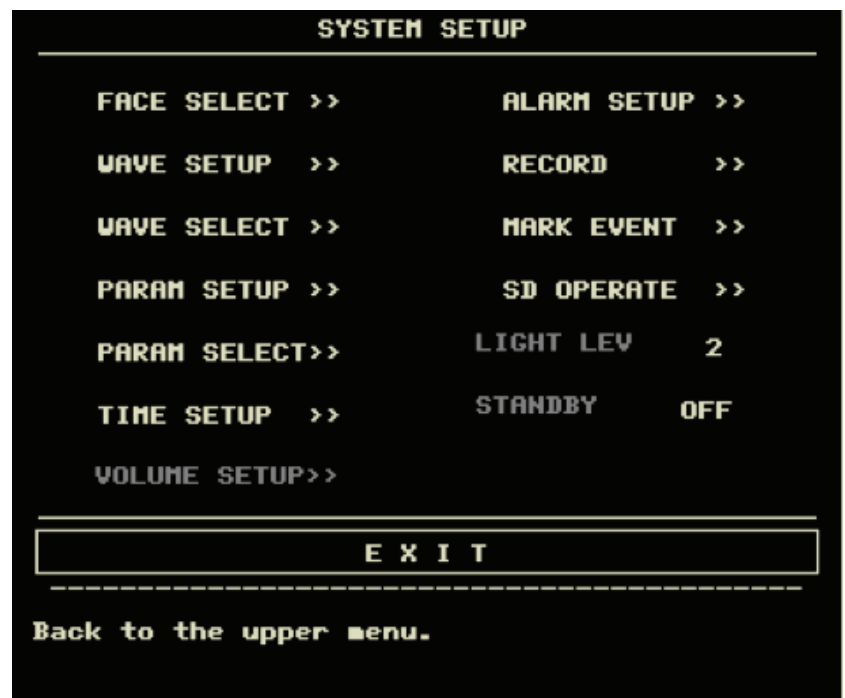 SYSTEM SETUP
FACE SELECT >> ALARM SETUP >>
WAVE SETUP >> RECORD >>
WAVE SELECT >> MARK EVENT >>
PARAM SETUP >> SD OPERATE >>
PARAM SELECT>> LIGHT LEV 2
TIME SETUP >> STANDBY OFF
VOLUME SETUP>>
E X I T
Back to the upper menu.